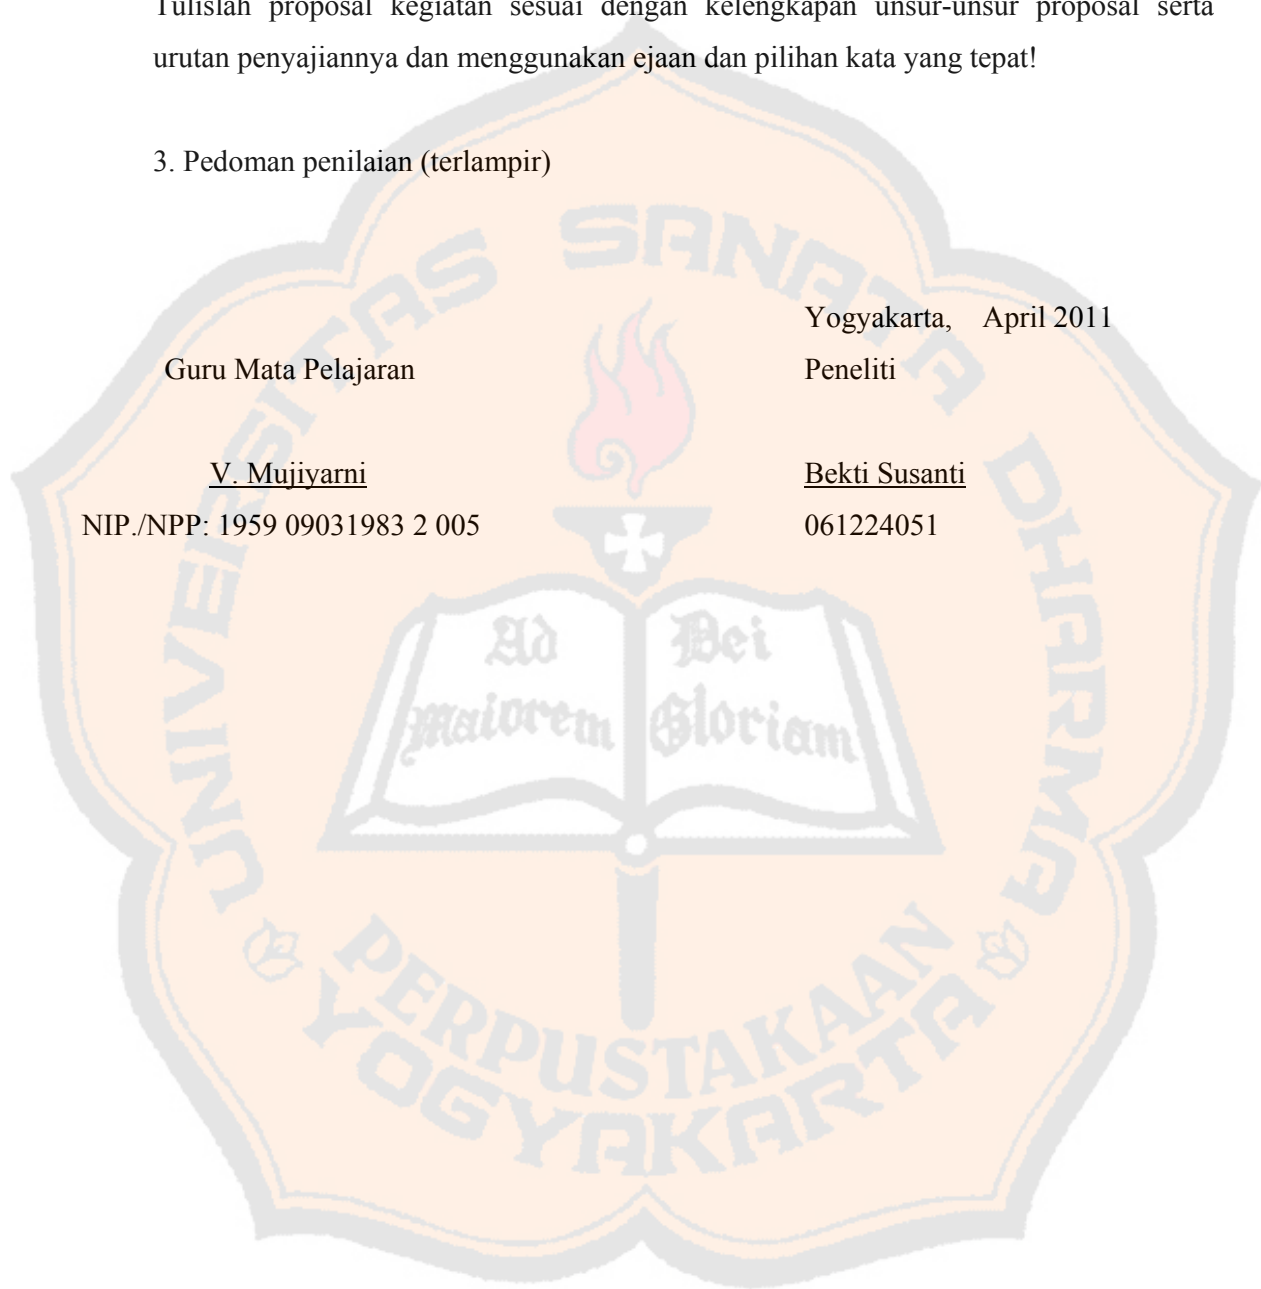 Tulislah proposal kegiatan sesuai dengan kelengkapan unsur-unsur proposal serta
urutan penyajiannya dan menggunakan ejaan dan pilihan kata yang tepat!
3. Pedoman penilaian (terlampir)
Yogyakarta, April 2011
Guru Mata Pelajaran Peneliti
V. Mujiyarni Bekti Susanti
NIP./NPP: 1959 09031983 2 005 061224051
UNIVERSITAS SANATA DHARMA
Ad Dei
maiorem Gloriam
PERPUSTAKAAN
YOGYAKARTA